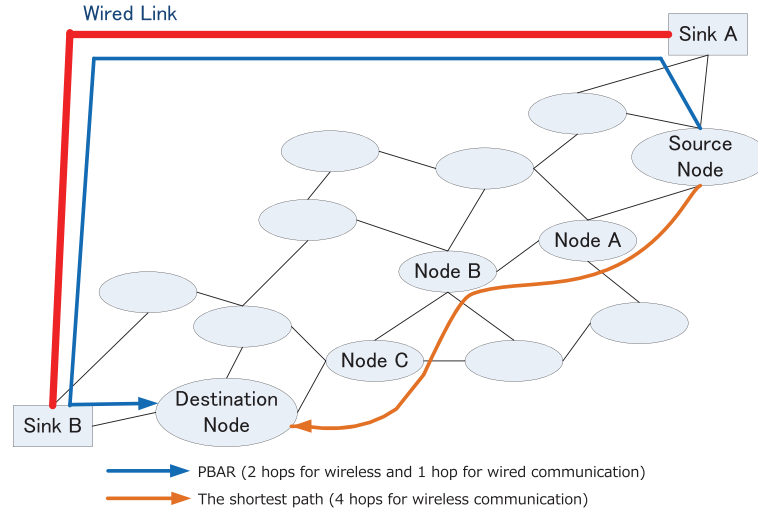 Wired Link
Sink A
Source
Node
Node A
Node B
Node C
Destination
Node
Sink B
PBAR (2 hops for wireless and 1 hop for wired communication)
The shortest path (4 hops for wireless communication)